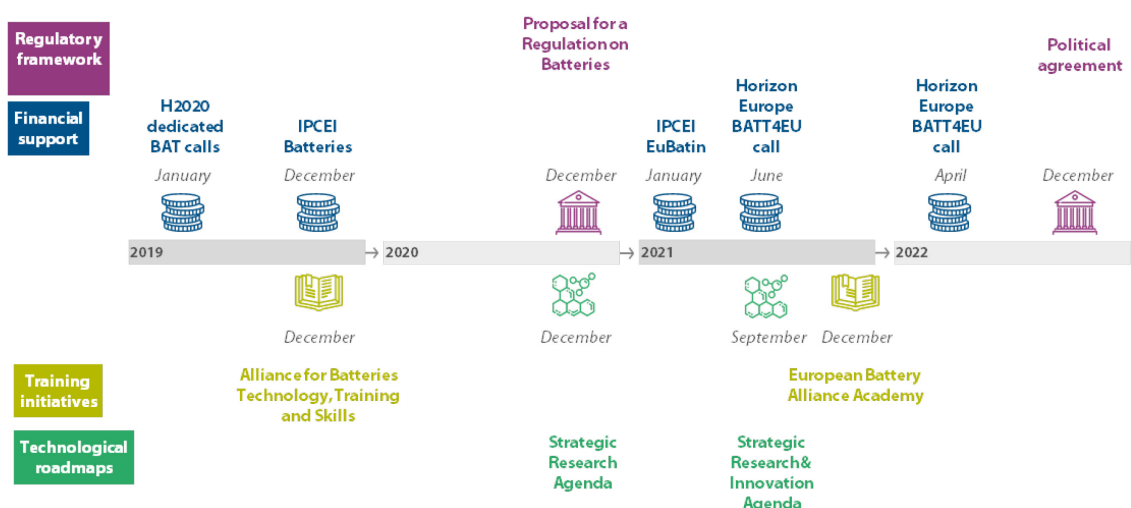 Regulatory
framework
Proposal for a
Regulation on
Batteries
Political
agreement
Financial
support
H2020
dedicated
BAT calls
IPCEI
Batteries
IPCEI
EuBatin
Horizon
Europe
BATT4EU
call
Horizon
Europe
BATT4EU
call
January
December
December
January
June
April
December
2019
2020
2021
2022
December
December
September
December
Training
initiatives
Alliance for Batteries
Technology, Training
and Skills
European Battery
Alliance Academy
Technological
roadmaps
Strategic
Research
Agenda
Strategic
Research&
Innovation
Agenda